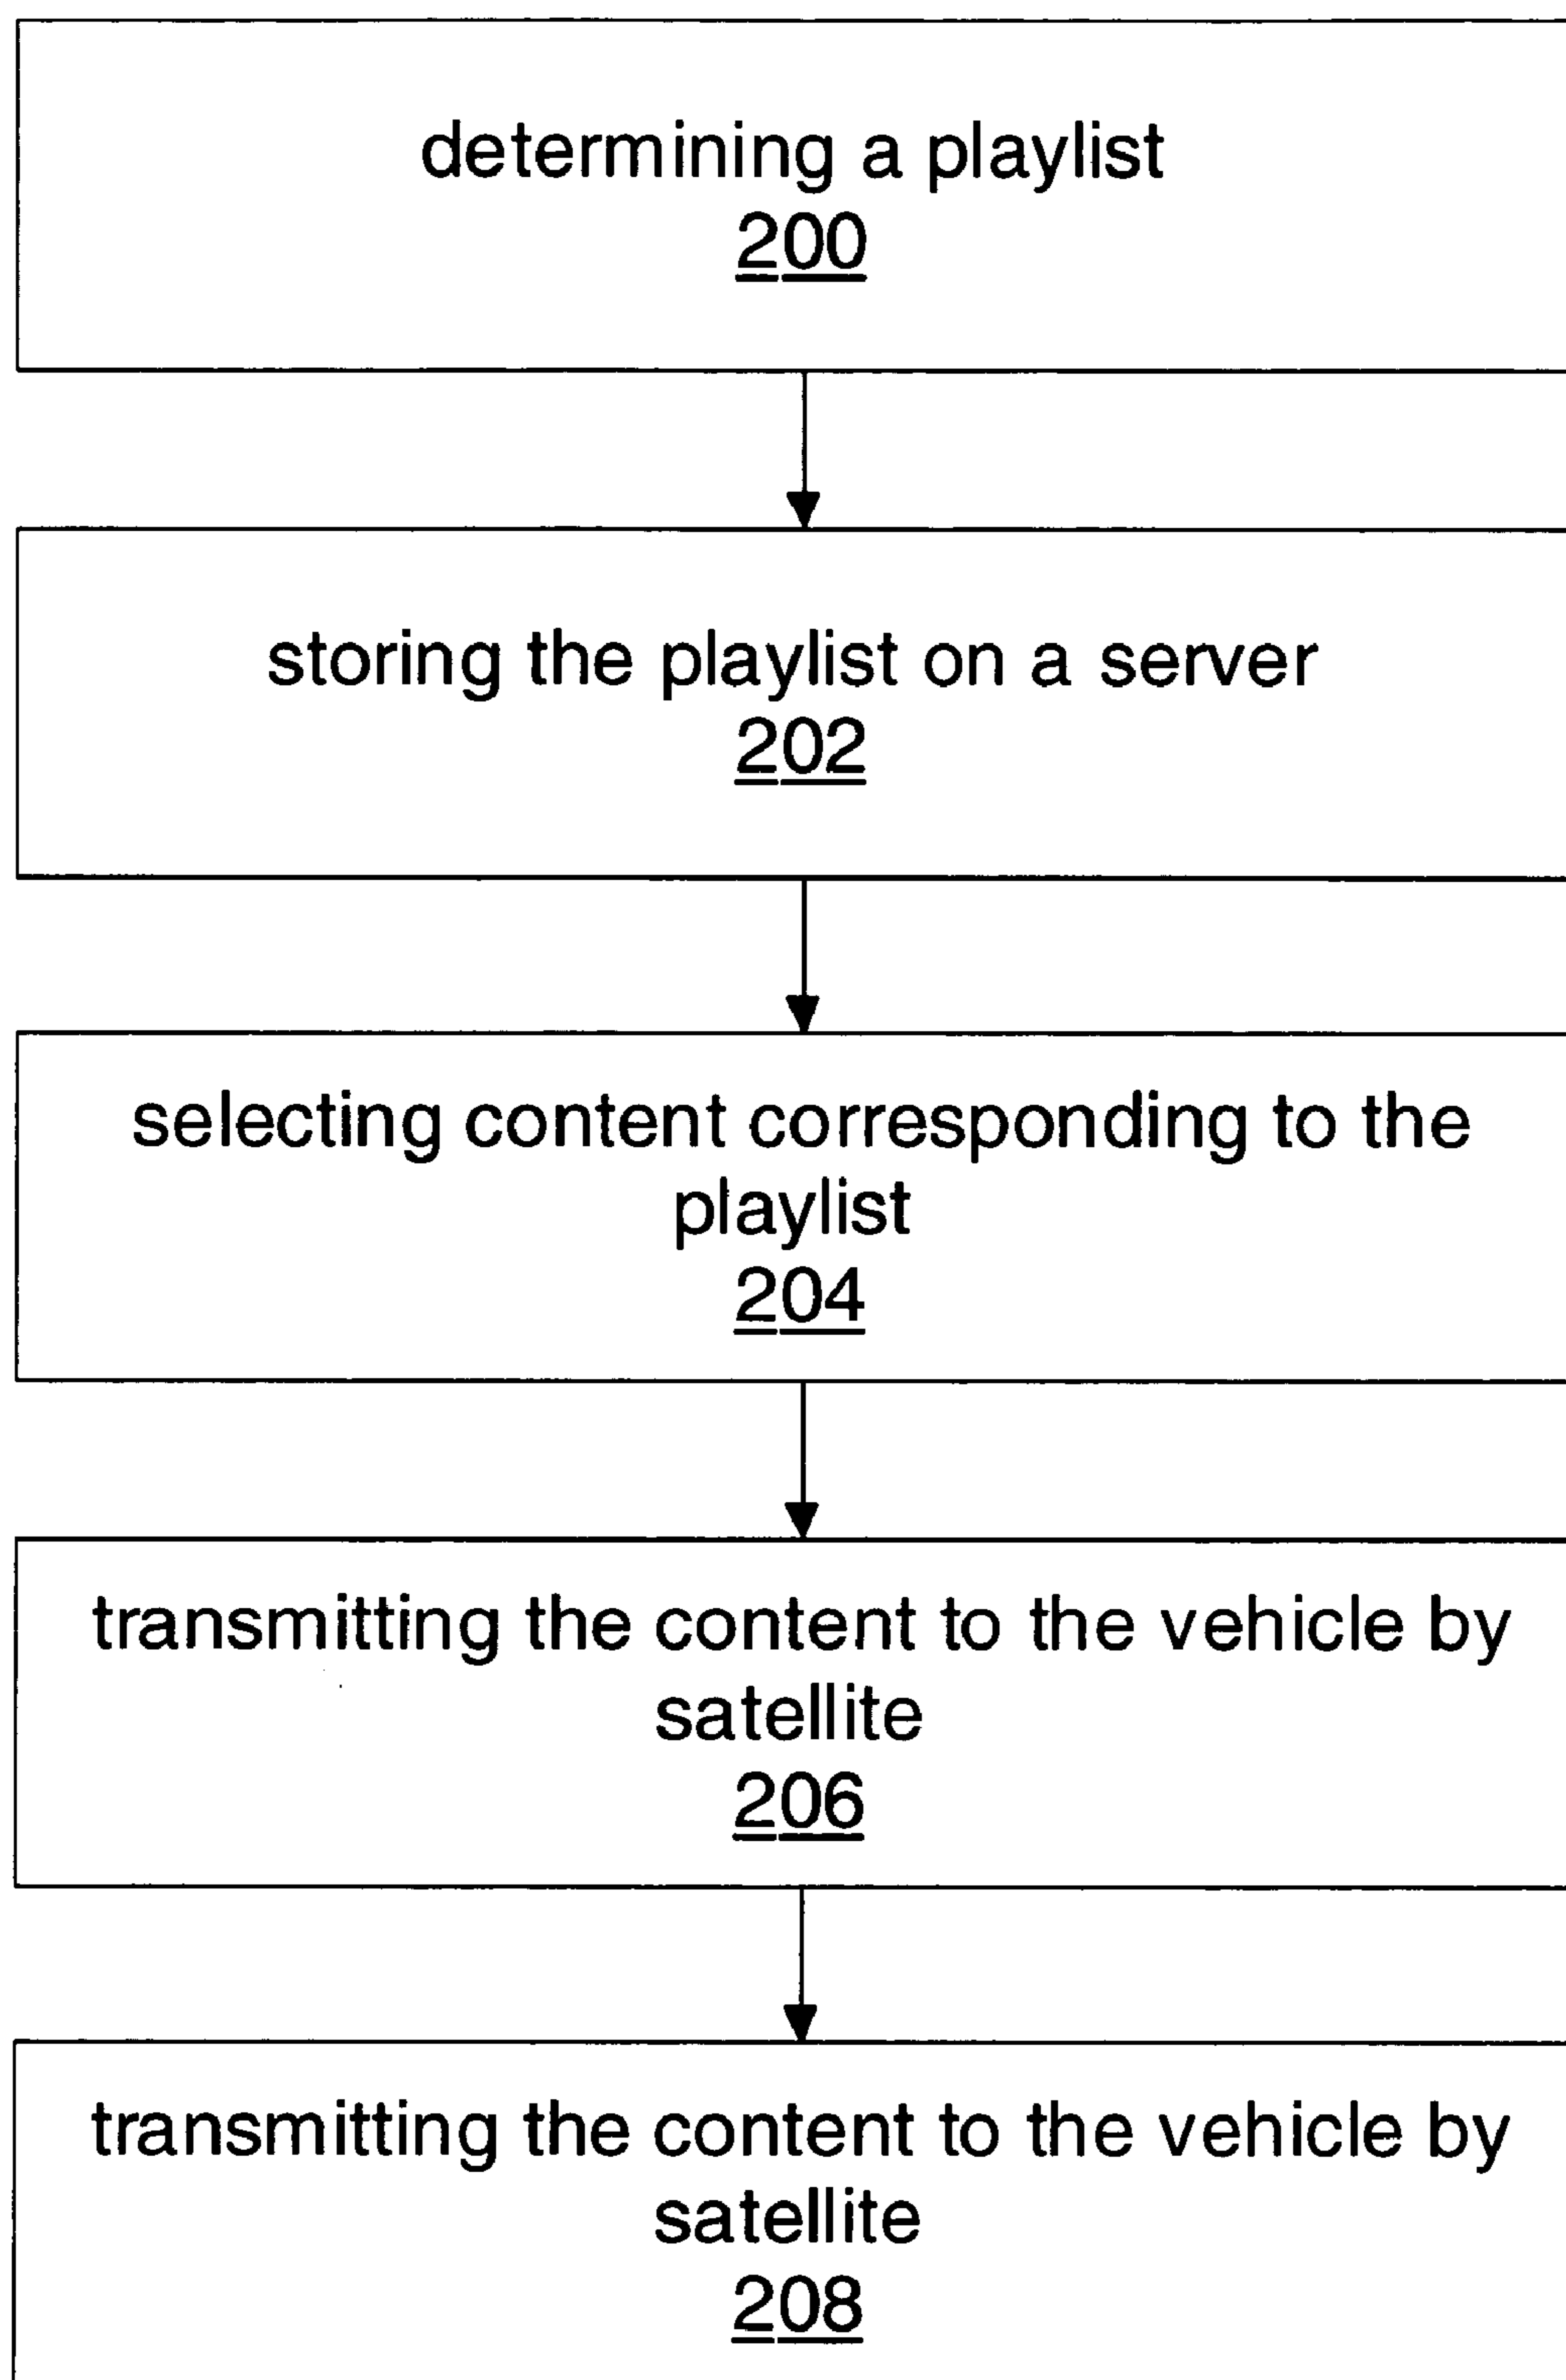 determining a playlist
200
storing the playlist on a server
202
selecting content corresponding to the
playlist
204
transmitting the content to the vehicle by
satellite
206
transmitting the content to the vehicle by
satellite
208